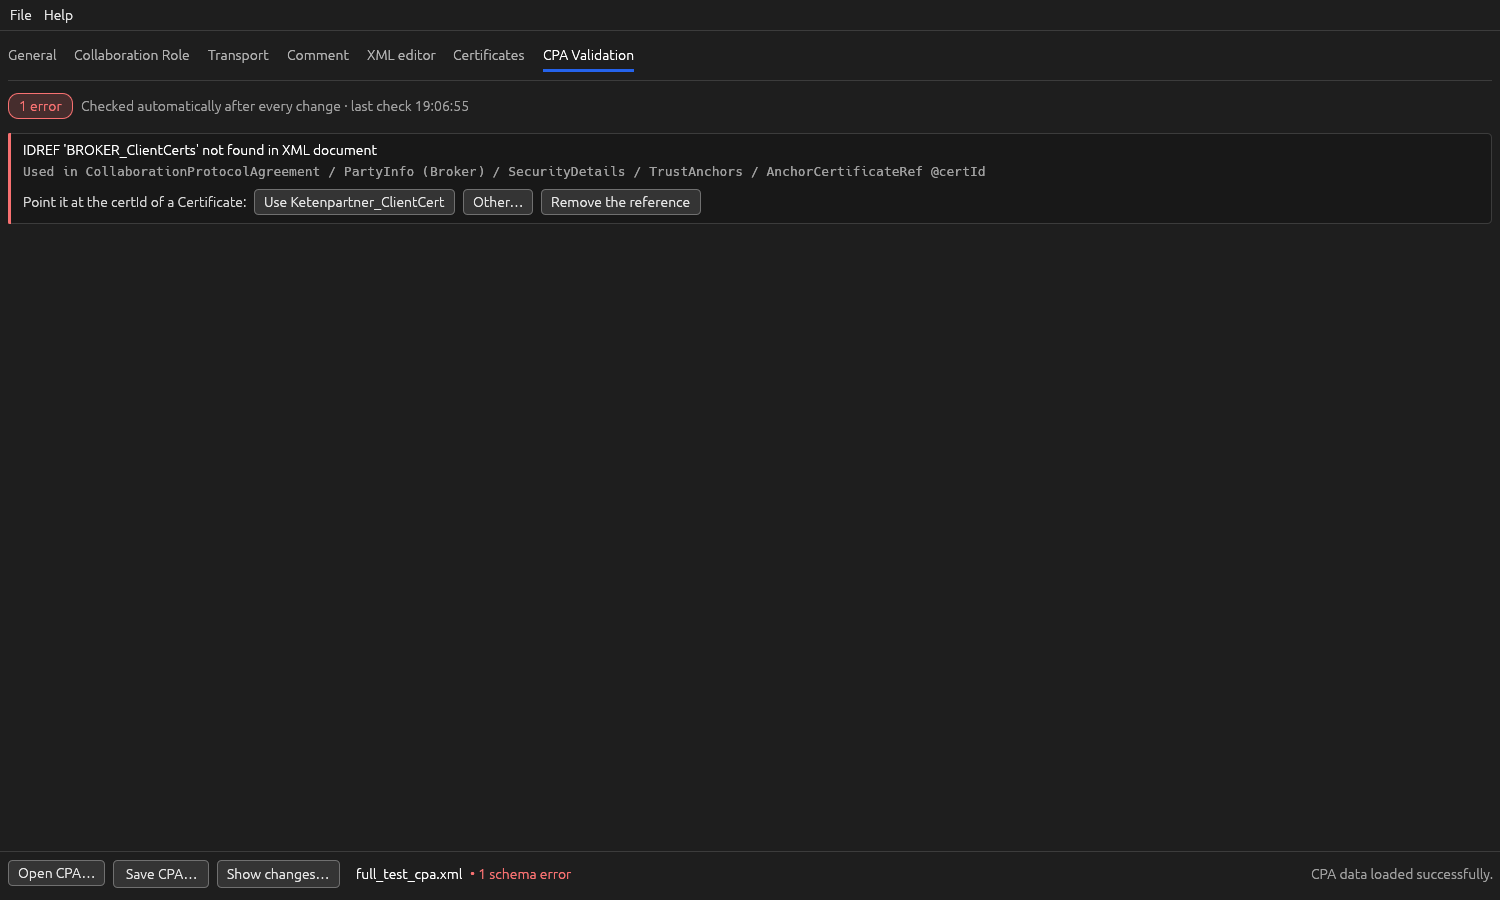 File Help
General Collaboration Role Transport Comment XML editor Certificates CPA Validation
1 error Checked automatically after every change · last check 19:06:55
IDREF 'BROKER_ClientCerts' not found in XML document
Used in CollaborationProtocolAgreement / PartyInfo (Broker) / SecurityDetails / TrustAnchors / AnchorCertificateRef @certId
Point it at the certId of a Certificate: Use Ketenpartner_ClientCert Other... Remove the reference
Open CPA... Save CPA... Show changes... full_test_cpa.xml • 1 schema error CPA data loaded successfully.